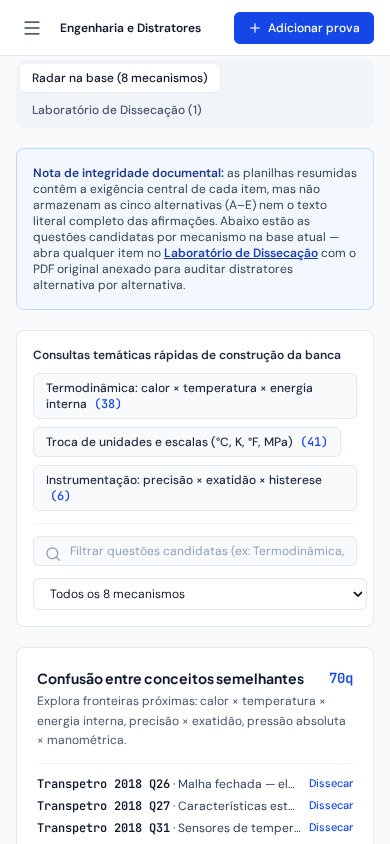 Engenharia e Distratores
+ Adicionar prova
Radar na base (8 mecanismos)
Laboratório de Dissecação (1)
Nota de integridade documental: as planilhas resumidas
contêm a exigência central de cada item, mas não
armazenam as cinco alternativas (A–E) nem o texto
literal completo das afirmações. Abaixo estão as
questões candidatas por mecanismo na base atual —
abra qualquer item no Laboratório de Dissecação com o
PDF original anexado para auditar distratores
alternativa por alternativa.
Consultas temáticas rápidas de construção da banca
Termodinâmica: calor × temperatura × energia
interna (38)
Troca de unidades e escalas (°C, K, °F, MPa) (41)
Instrumentação: precisão × exatidão × histerese
(6)
Filtrar questões candidatas (ex: Termodinâmica,
Todos os 8 mecanismos
Confusão entre conceitos semelhantes 70q
Explora fronteiras próximas: calor × temperatura ×
energia interna, precisão × exatidão, pressão absoluta
× manométrica.
Transpetro 2018 Q26 · Malha fechada — el... Dissecar
Transpetro 2018 Q27 · Características est... Dissecar
Transpetro 2018 Q31 · Sensores de temper... Dissecar